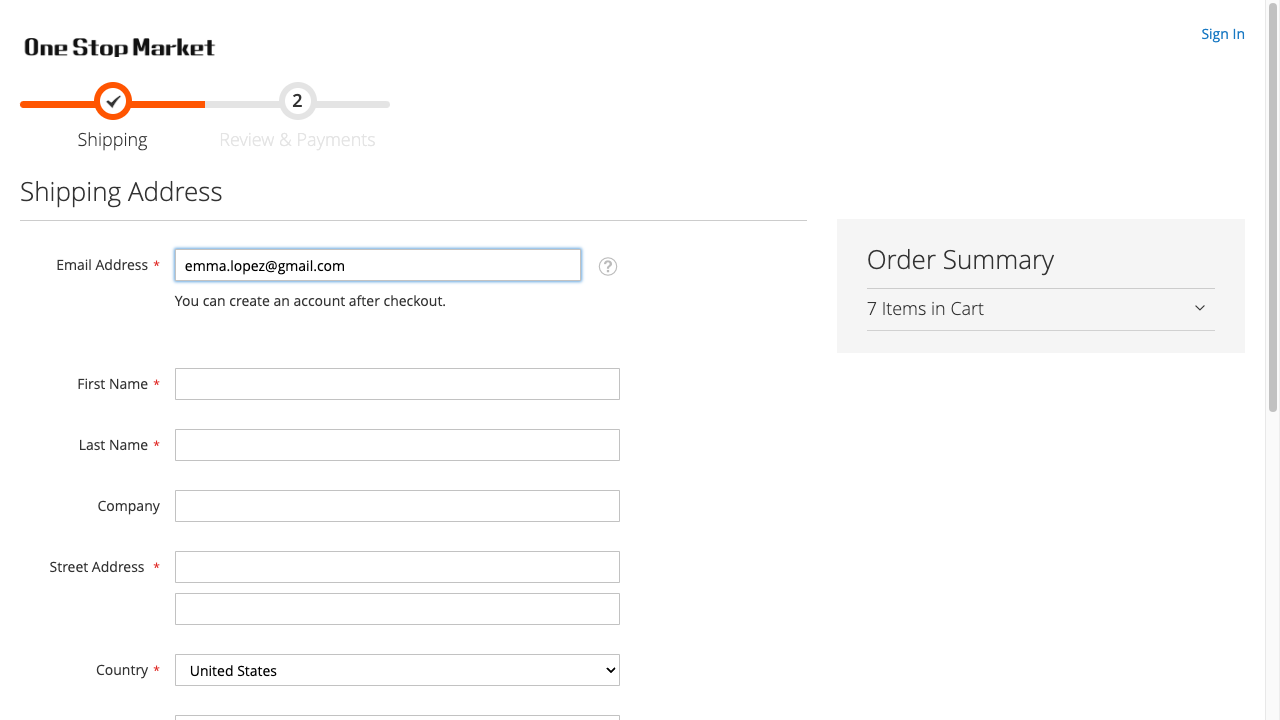 One Stop Market
Sign In
2
Shipping
Review & Payments
Shipping Address
Email Address *
emma.lopez@gmail.com
?
You can create an account after checkout.
Order Summary
7 Items in Cart
First Name *
Last Name *
Company
Street Address *
Country *
United States